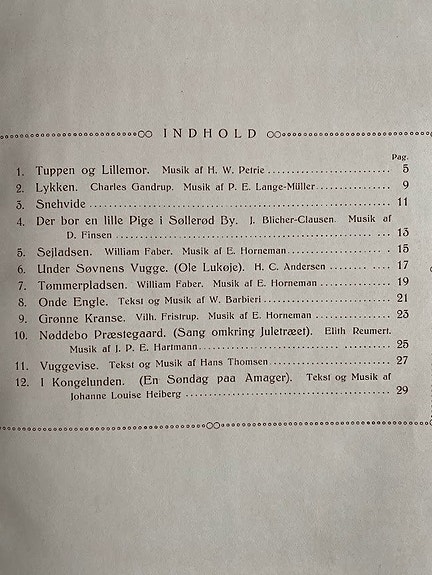 INDHOLD
Pag.
1. Tuppen og Lillemor. Musik af H. W. Petrie 5
2. Lykken. Charles Gandrup. Musik af P. E. Lange-Müller 9
3. Snehvide 11
4. Der bor en lille Pige i Søllerød By. J. Blicher-Clausen. Musik af
D. Finsen 13
5. Sejladsen. William Faber. Musik af E. Horneman 15
6. Under Søvnens Vugge. (Ole Lukøje). H. C. Andersen 17
7. Tømmerpladsen. William Faber. Musik af E. Horneman 19
8. Onde Engle. Tekst og Musik af W. Barbieri 21
9. Grønne Kranse. Vilh. Fristrup. Musik af E. Horneman 23
10. Nøddebo Præstegaard. (Sang omkring Juletræet). Elith Reumert.
Musik af J. P. E. Hartmann 25
11. Vuggevise. Tekst og Musik af Hans Thomsen 27
12. I Kongelunden. (En Søndag paa Amager). Tekst og Musik af
Johanne Louise Heiberg 29